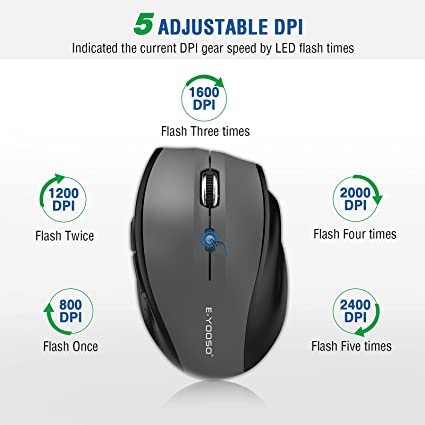 5 ADJUSTABLE DPI
Indicated the current DPI gear speed by LED flash times
1600
DPI
Flash Three times
1200
DPI
Flash Twice
2000
DPI
Flash Four times
800
DPI
Flash Once
2400
DPI
Flash Five times
E-YOOSO